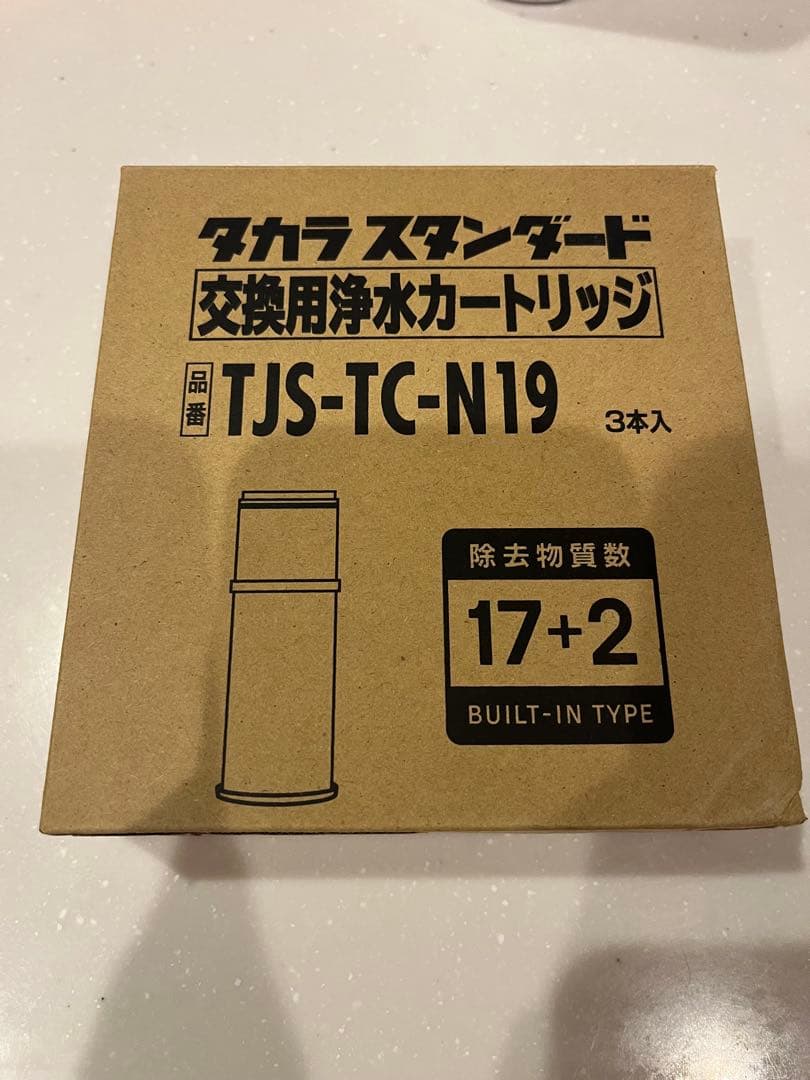 タカラスタンダード
交換用浄水カートリッジ
品番 TJS-TC-N19 3本入
除去物質数
17+2
BUILT-IN TYPE